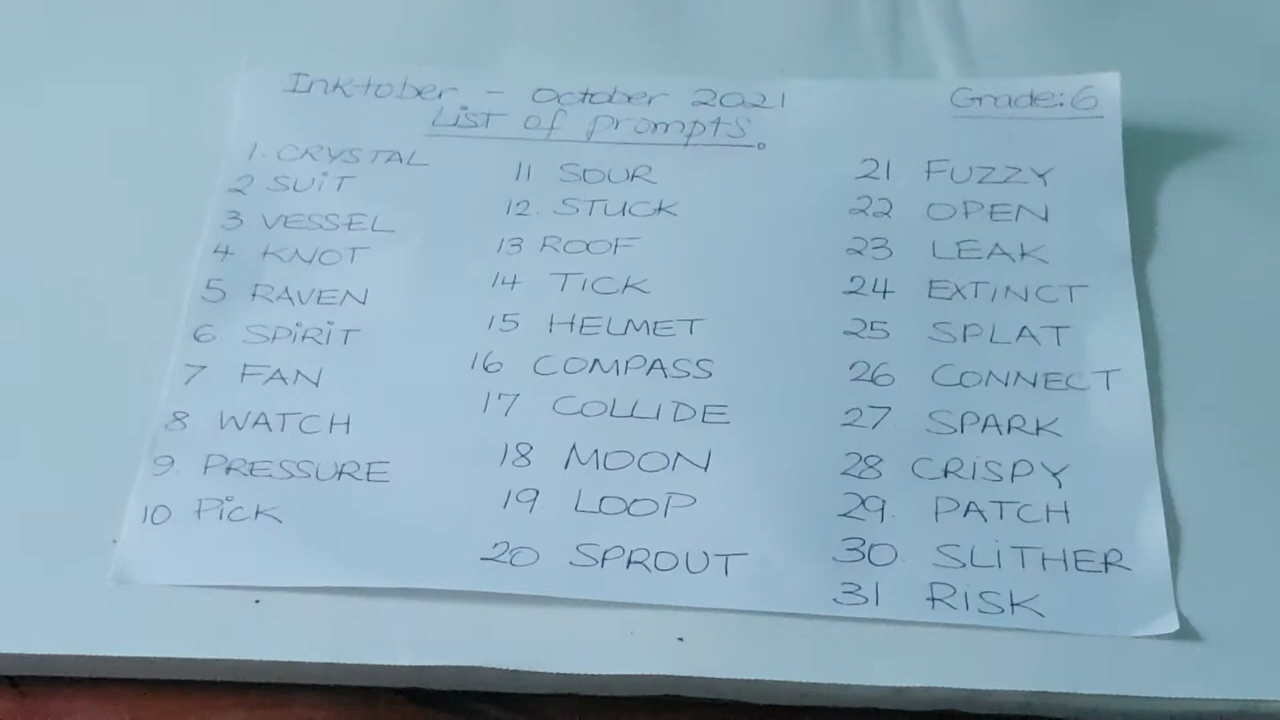 Inktober - October 2021
Grade: 6
List of prompts.
1. CRYSTAL
2 SUIT
3 VESSEL
4 KNOT
5 RAVEN
6. SPIRIT
7 FAN
8 WATCH
9. PRESSURE
10. Pick
11 SOUR
12. STUCK
13 ROOF
14 TICK
15 HELMET
16 COMPASS
17 COLLIDE
18 MOON
19 LOOP
20 SPROUT
21 FUZZY
22 OPEN
23 LEAK
24 EXTINCT
25 SPLAT
26 CONNECT
27 SPARK
28 CRISPY
29. PATCH
30. SLITHER
31 RISK